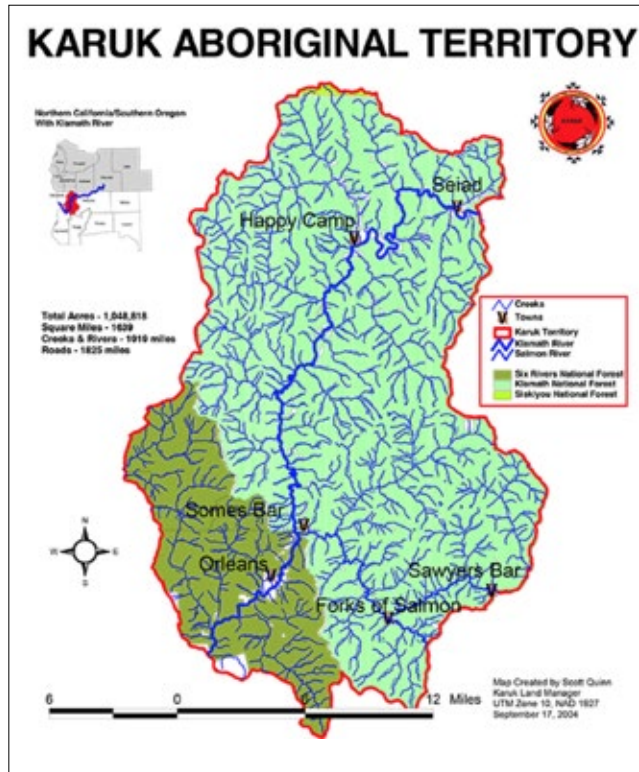 KARUK ABORIGINAL TERRITORY
Northern California/Southern Oregon
With Klamath River
Seiad
Happy Camp
Total Acres - 1,048,818
Square Miles - 1639
Creeks & Rivers - 1919 miles
Roads - 1825 miles
Creeks
Towns
Karuk Territory
Klamath River
Salmon River
Six Rivers National Forest
Klamath National Forest
Siskiyou National Forest
Somes Bar
N
W
E
S
Orleans
Sawyers Bar
Forks of Salmon
6
0
6
12 Miles
Map Created by Scott Quinn
Karuk Land Manager
UTM Zone 10, NAD 1927
September 17, 2004